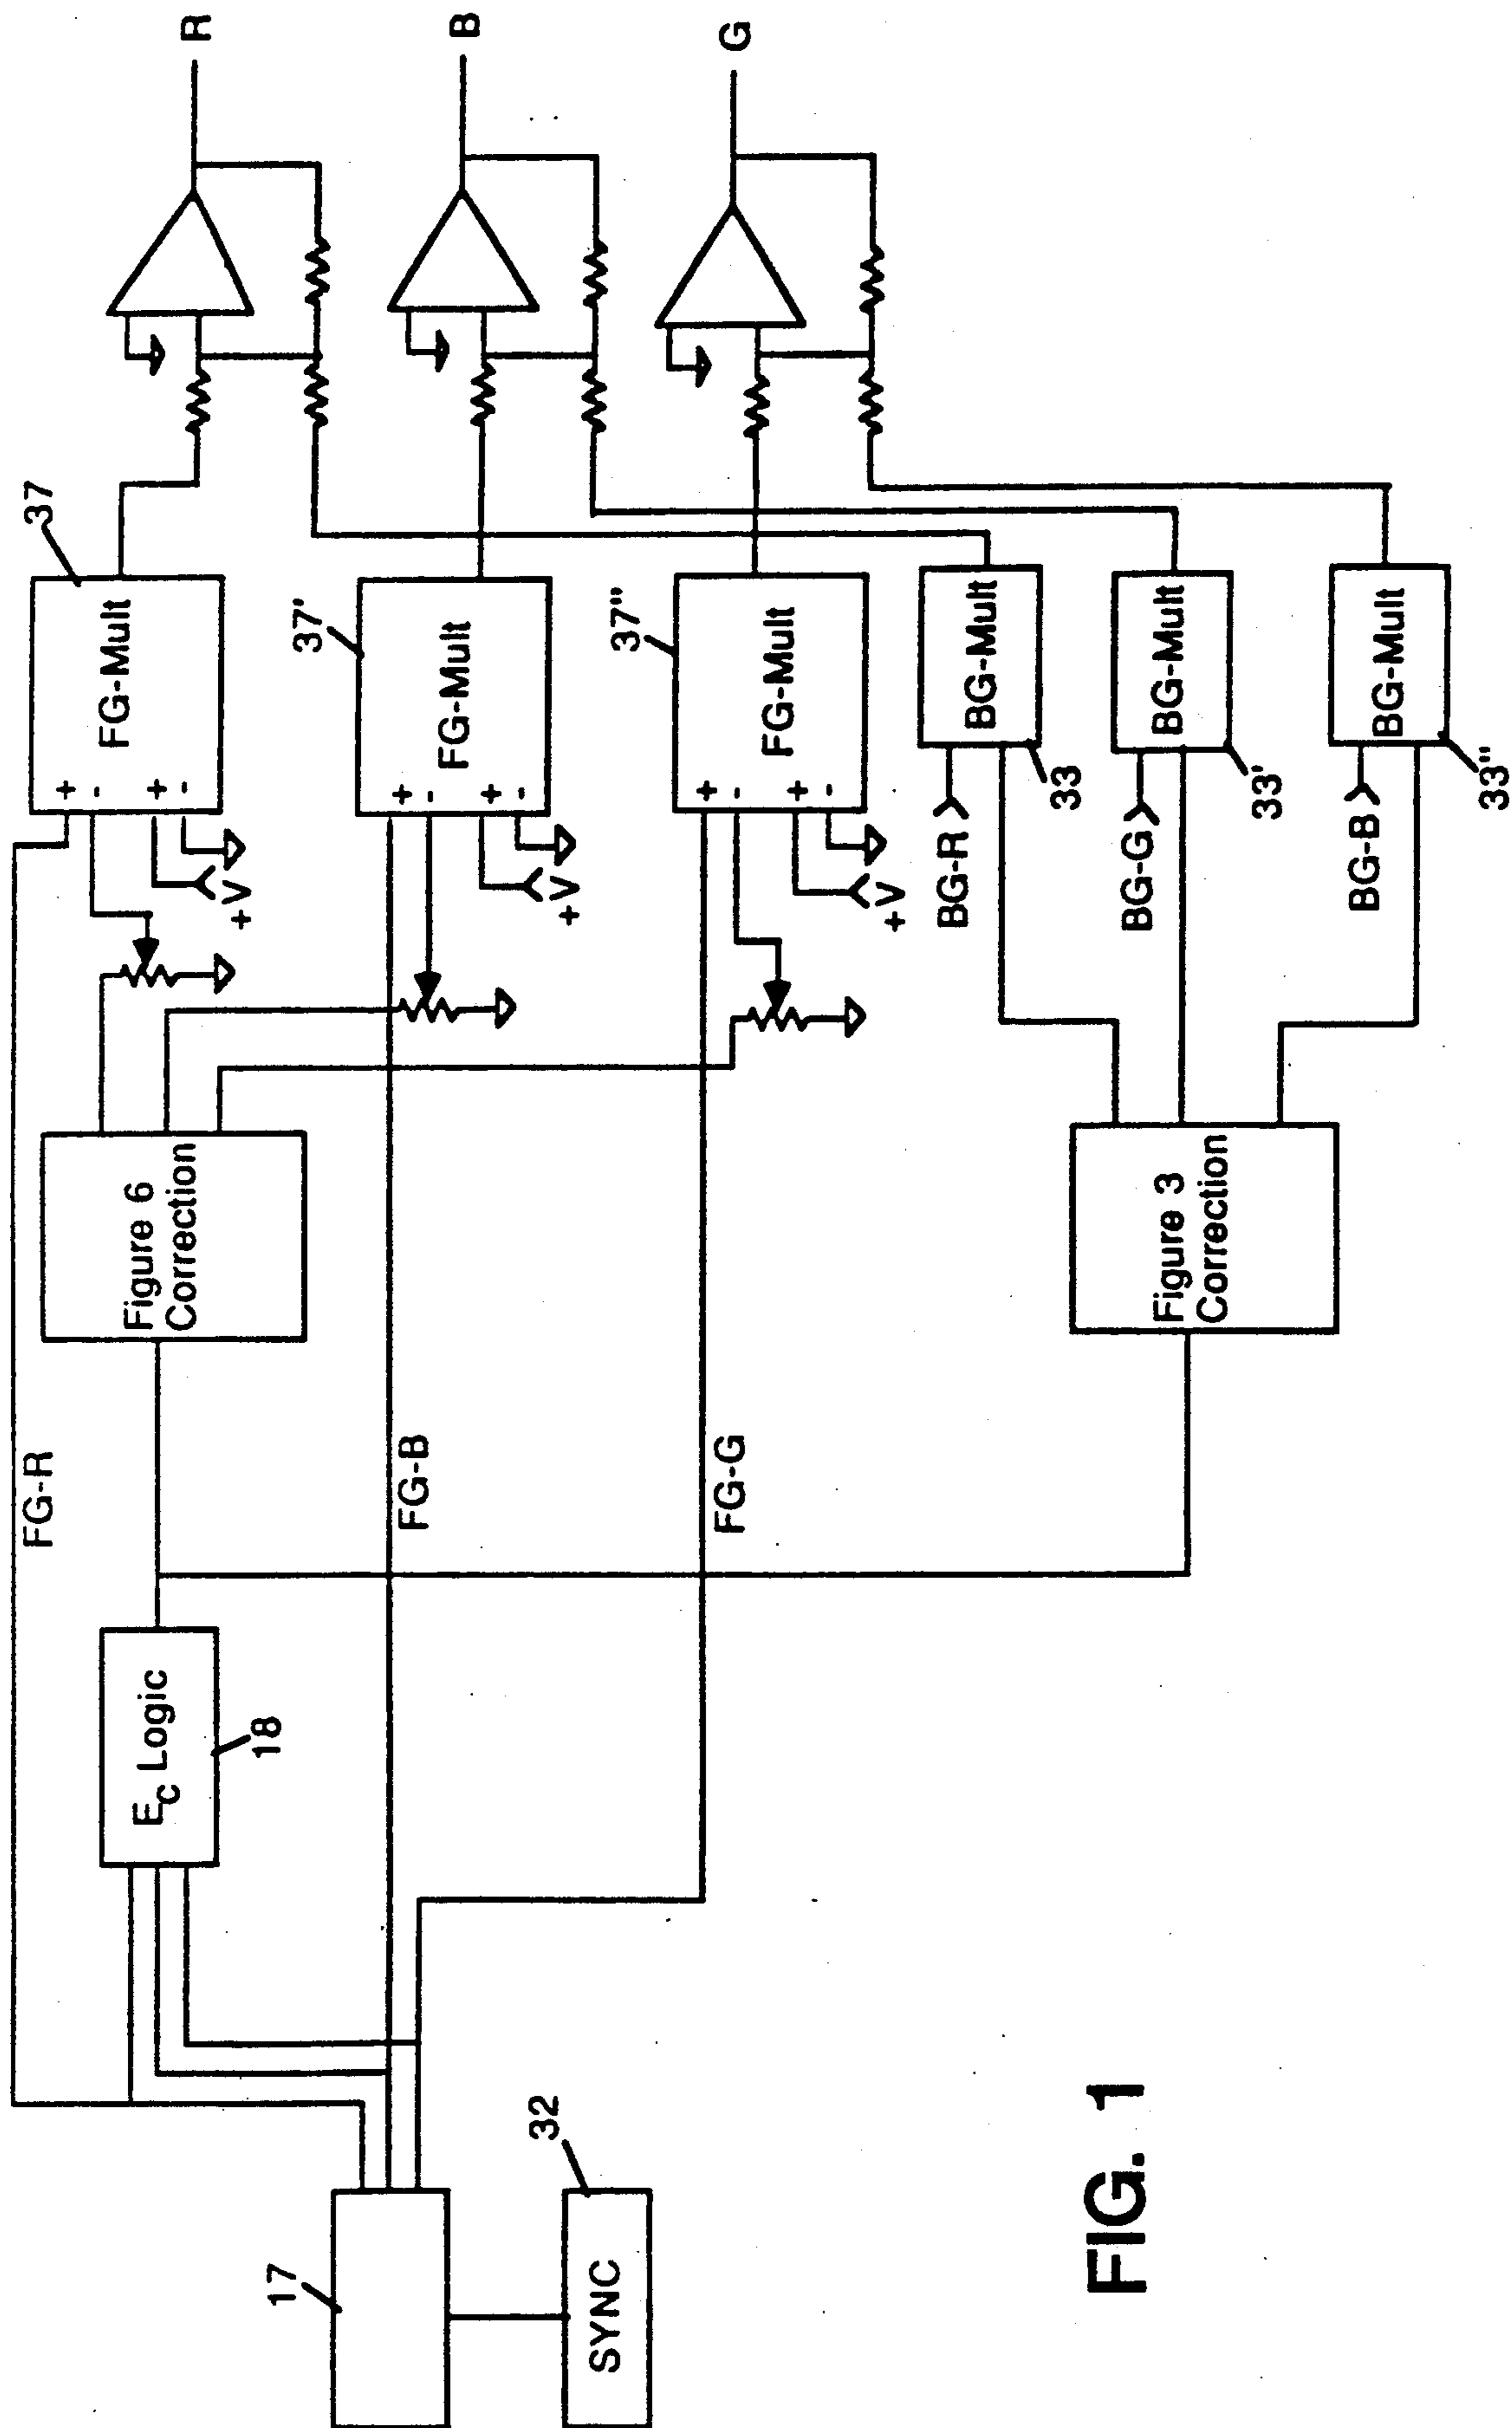 FG-R
FG-B
FG-G
17
SYNC
32
E_C Logic
18
Figure 6
Correction
Figure 3
Correction
+
-
+
-
+V
FG-Mult
37
+
-
+
-
+V
FG-Mult
37'
+
-
+
-
+V
FG-Mult
37"
BG-R
BG-Mult
33
BG-G
BG-Mult
33'
BG-B
BG-Mult
33"
R
B
G
FIG. 1